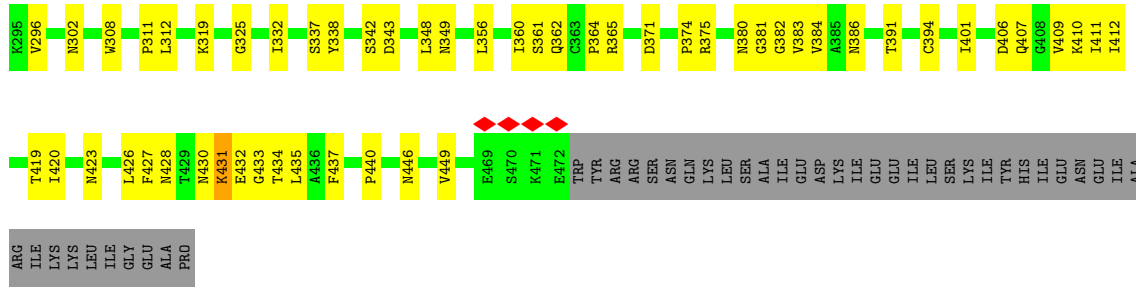 K295 V296 N302 W308 P311 L312 K319 G325 I332 S337 Y338 S342 D343 L348 N349 L356 I360 S361 Q362 C363 P364 R365 D371 P374 R375 N380 G381 G382 V383 V384 A385 N386 T391 C394 I401 D406 Q407 G408 V409 K410 I411 I412
T419 I420 N423 L426 F427 N428 T429 N430 K431 E432 G433 T434 L435 A436 F437 P440 N446 V449 E469 S470 K471 E472 TRP TYR ARG ARG SER ASN GLN LYS LEU SER ALA ILE GLU ASP LYS ILE GLU GLU ILE LEU SER LYS ILE TYR HIS ILE GLU ASN GLU ILE ALA
ARG ILE LYS LYS LEU ILE GLY GLU ALA PRO